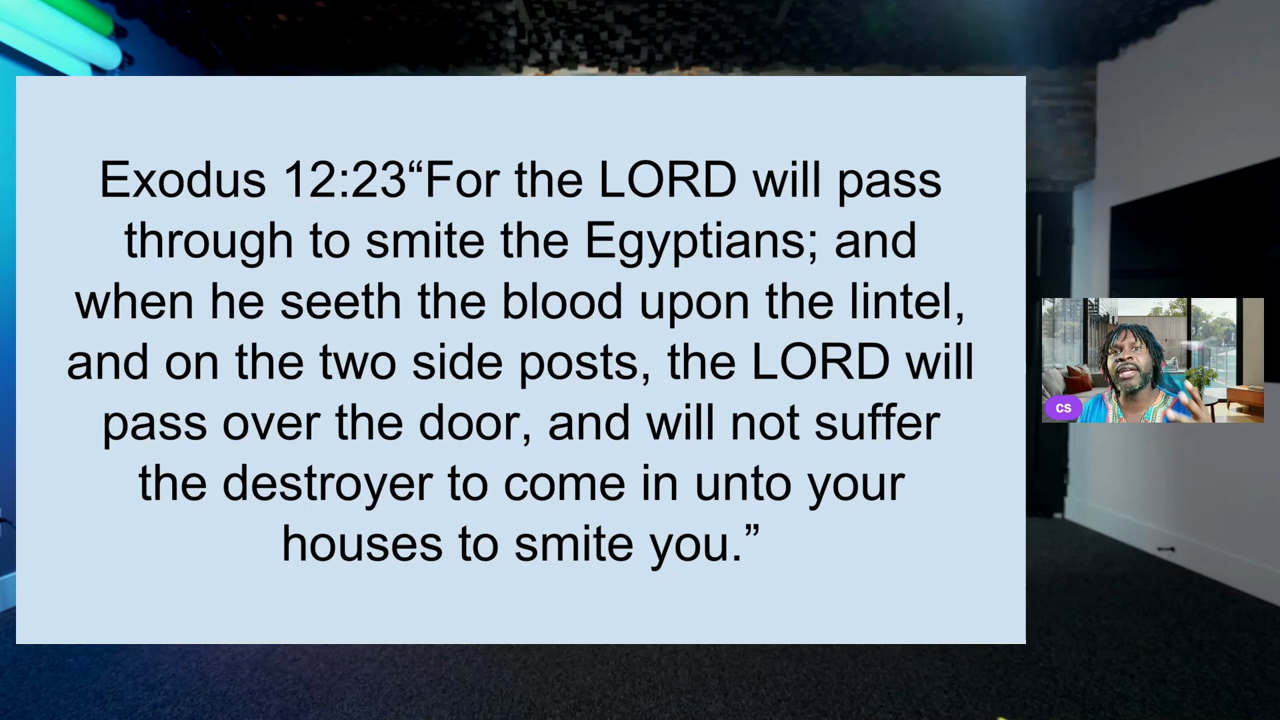 Exodus 12:23“For the LORD will pass
through to smite the Egyptians; and
when he seeth the blood upon the lintel,
and on the two side posts, the LORD will
pass over the door, and will not suffer
the destroyer to come in unto your
houses to smite you.”
CS